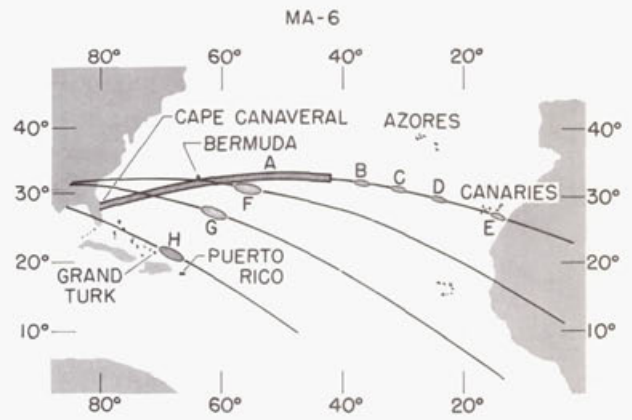 MA-6
80° 60° 40° 20°
CAPE CANAVERAL
AZORES
40° 40°
BERMUDA
A
B C D CANARIES
30° 30°
E
F
G
H
PUERTO
RICO
GRAND
TURK
20° 20°
10° 10°
80° 60° 40° 20°